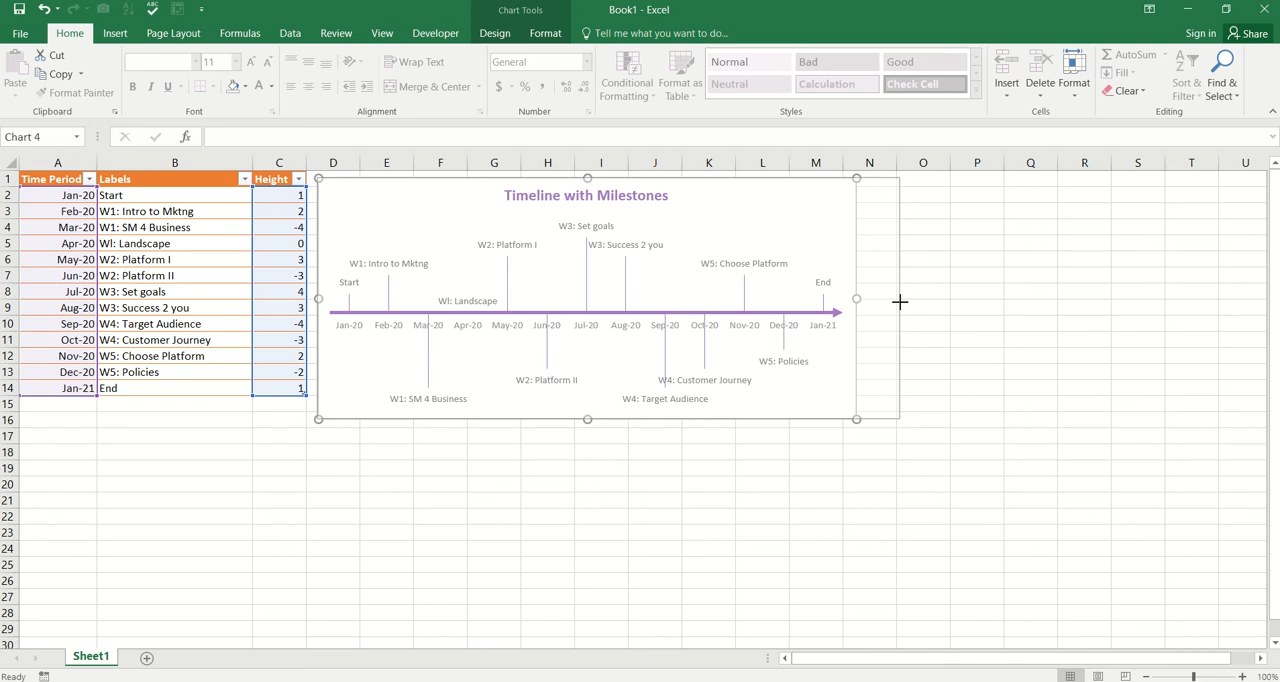 Chart Tools
Book1 - Excel
File Home Insert Page Layout Formulas Data Review View Developer Design Format Tell me what you want to do... Sign in Share
Paste
Cut
Copy
Format Painter
Clipboard
11
B I U
Font
Wrap Text
Merge & Center
Alignment
General
$ % ,
Number
Conditional Formatting
Format as Table
Normal Bad Good
Neutral Calculation Check Cell
Styles
Insert Delete Format
Cells
AutoSum
Fill
Clear
Sort & Filter
Find & Select
Editing
Chart 4
fx
A B C D E F G H I J K L M N O P Q R S T U
1 Time Period Labels Height
2 Jan-20 Start 1
3 Feb-20 W1: Intro to Mktng 2
4 Mar-20 W1: SM 4 Business -4
5 Apr-20 Wl: Landscape 0
6 May-20 W2: Platform I 3
7 Jun-20 W2: Platform II -3
8 Jul-20 W3: Set goals 4
9 Aug-20 W3: Success 2 you 3
10 Sep-20 W4: Target Audience -4
11 Oct-20 W4: Customer Journey -3
12 Nov-20 W5: Choose Platform 2
13 Dec-20 W5: Policies -2
14 Jan-21 End 1
15
16
17
18
19
20
21
22
23
24
25
26
27
28
29
30
Timeline with Milestones
W3: Set goals
W2: Platform I W3: Success 2 you
W1: Intro to Mktng W5: Choose Platform
Start End
Wl: Landscape
Jan-20 Feb-20 Mar-20 Apr-20 May-20 Jun-20 Jul-20 Aug-20 Sep-20 Oct-20 Nov-20 Dec-20 Jan-21
W5: Policies
W2: Platform II W4: Customer Journey
W1: SM 4 Business W4: Target Audience
Sheet1
Ready
100%